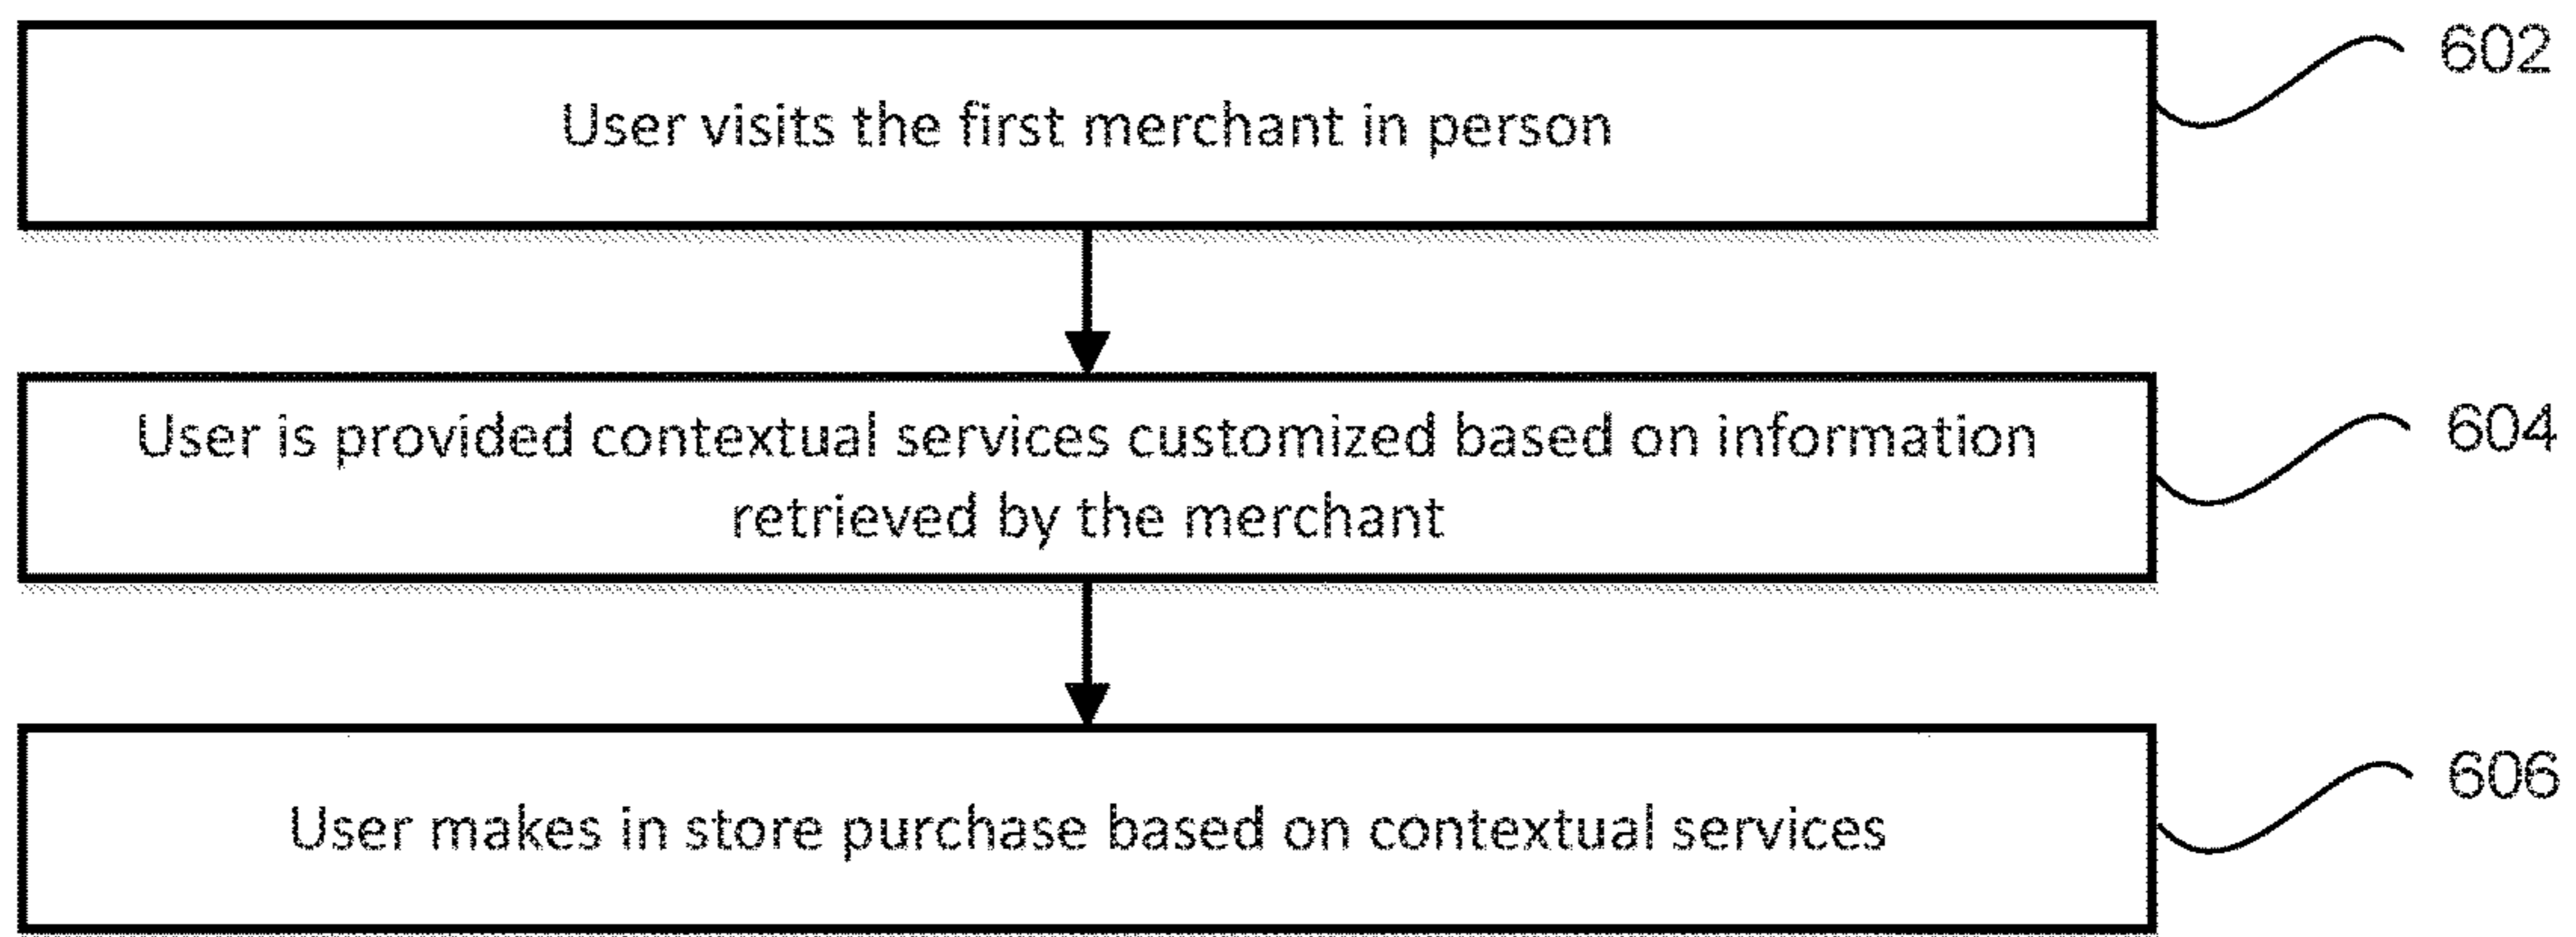 User visits the first merchant in person
602
User is provided contextual services customized based on information
retrieved by the merchant
604
User makes in store purchase based on contextual services
606